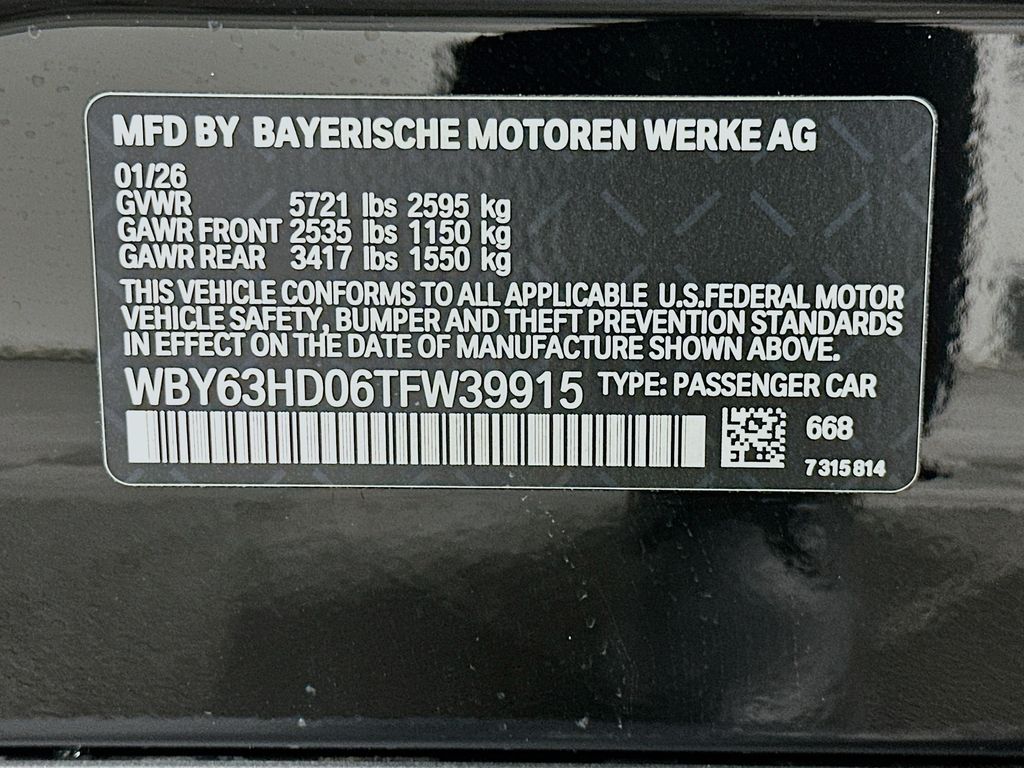 MFD BY BAYERISCHE MOTOREN WERKE AG
01/26
GVWR 5721 lbs 2595 kg
GAWR FRONT 2535 lbs 1150 kg
GAWR REAR 3417 lbs 1550 kg
THIS VEHICLE CONFORMS TO ALL APPLICABLE U.S.FEDERAL MOTOR
VEHICLE SAFETY, BUMPER AND THEFT PREVENTION STANDARDS
IN EFFECT ON THE DATE OF MANUFACTURE SHOWN ABOVE.
WBY63HD06TFW39915 TYPE: PASSENGER CAR
668
7315814